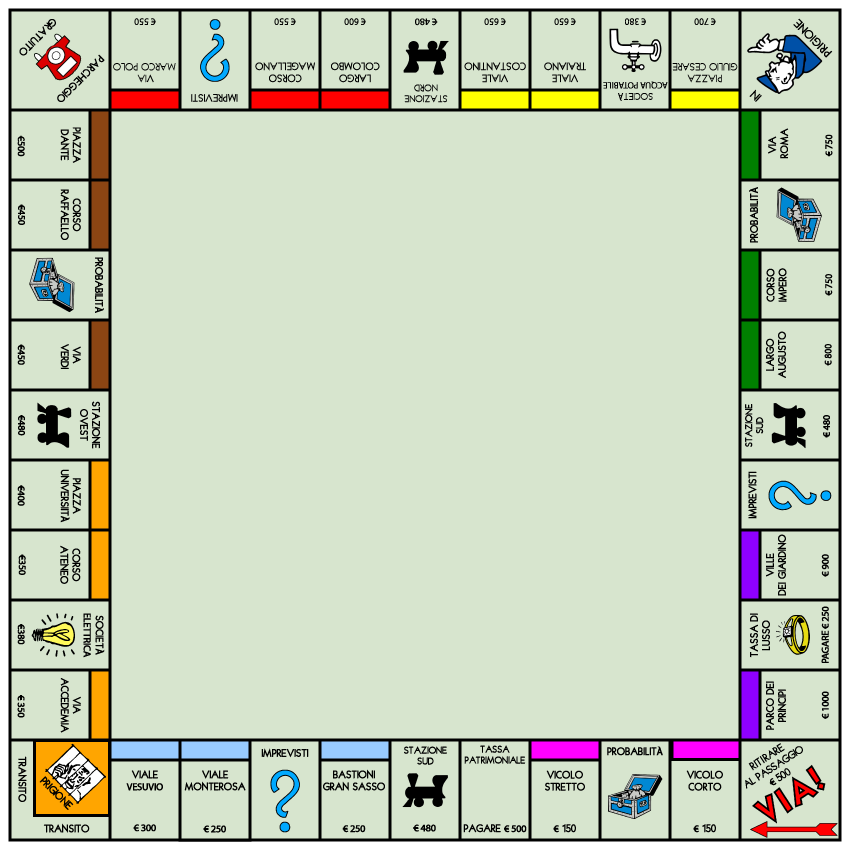 GRATUITO
PARCHEGGIO
€ 550
VIA
MARCO POLO
IMPREVISTI
€ 550
CORSO
MAGELLANO
€ 600
LARGO
COLOMBO
€ 480
STAZIONE
NORD
€ 650
VIALE
COSTANTINO
€ 650
VIALE
TRAIANO
€ 380
SOCIETÀ
ACQUA POTABILE
€ 700
PIAZZA
GIULIO CESARE
IN
PRIGIONE
VIA
ROMA
€ 750
PROBABILITÀ
CORSO
IMPERO
€ 750
LARGO
AUGUSTO
€ 800
STAZIONE
SUD
€ 480
IMPREVISTI
VILLE
DEI GIARDINO
€ 900
TASSA DI
LUSSO
PAGARE € 250
PARCO DEI
PRINCIPI
€ 1000
RITIRARE
AL PASSAGGIO
€ 500
VIA!
VICOLO
CORTO
€ 150
PROBABILITÀ
VICOLO
STRETTO
€ 150
TASSA
PATRIMONIALE
PAGARE € 500
STAZIONE
SUD
€ 480
BASTIONI
GRAN SASSO
€ 250
IMPREVISTI
VIALE
MONTEROSA
€ 250
VIALE
VESUVIO
€ 300
PRIGIONE
TRANSITO
TRANSITO
VIA
ACCEDEMIA
€ 350
SOCIETÀ
ELETTRICA
€380
CORSO
ATENEO
€350
PIAZZA
UNIVERSITÀ
€400
STAZIONE
OVEST
€480
VIA
VERDI
€450
PROBABILITÀ
CORSO
RAFFAELLO
€450
PIAZZA
DANTE
€500